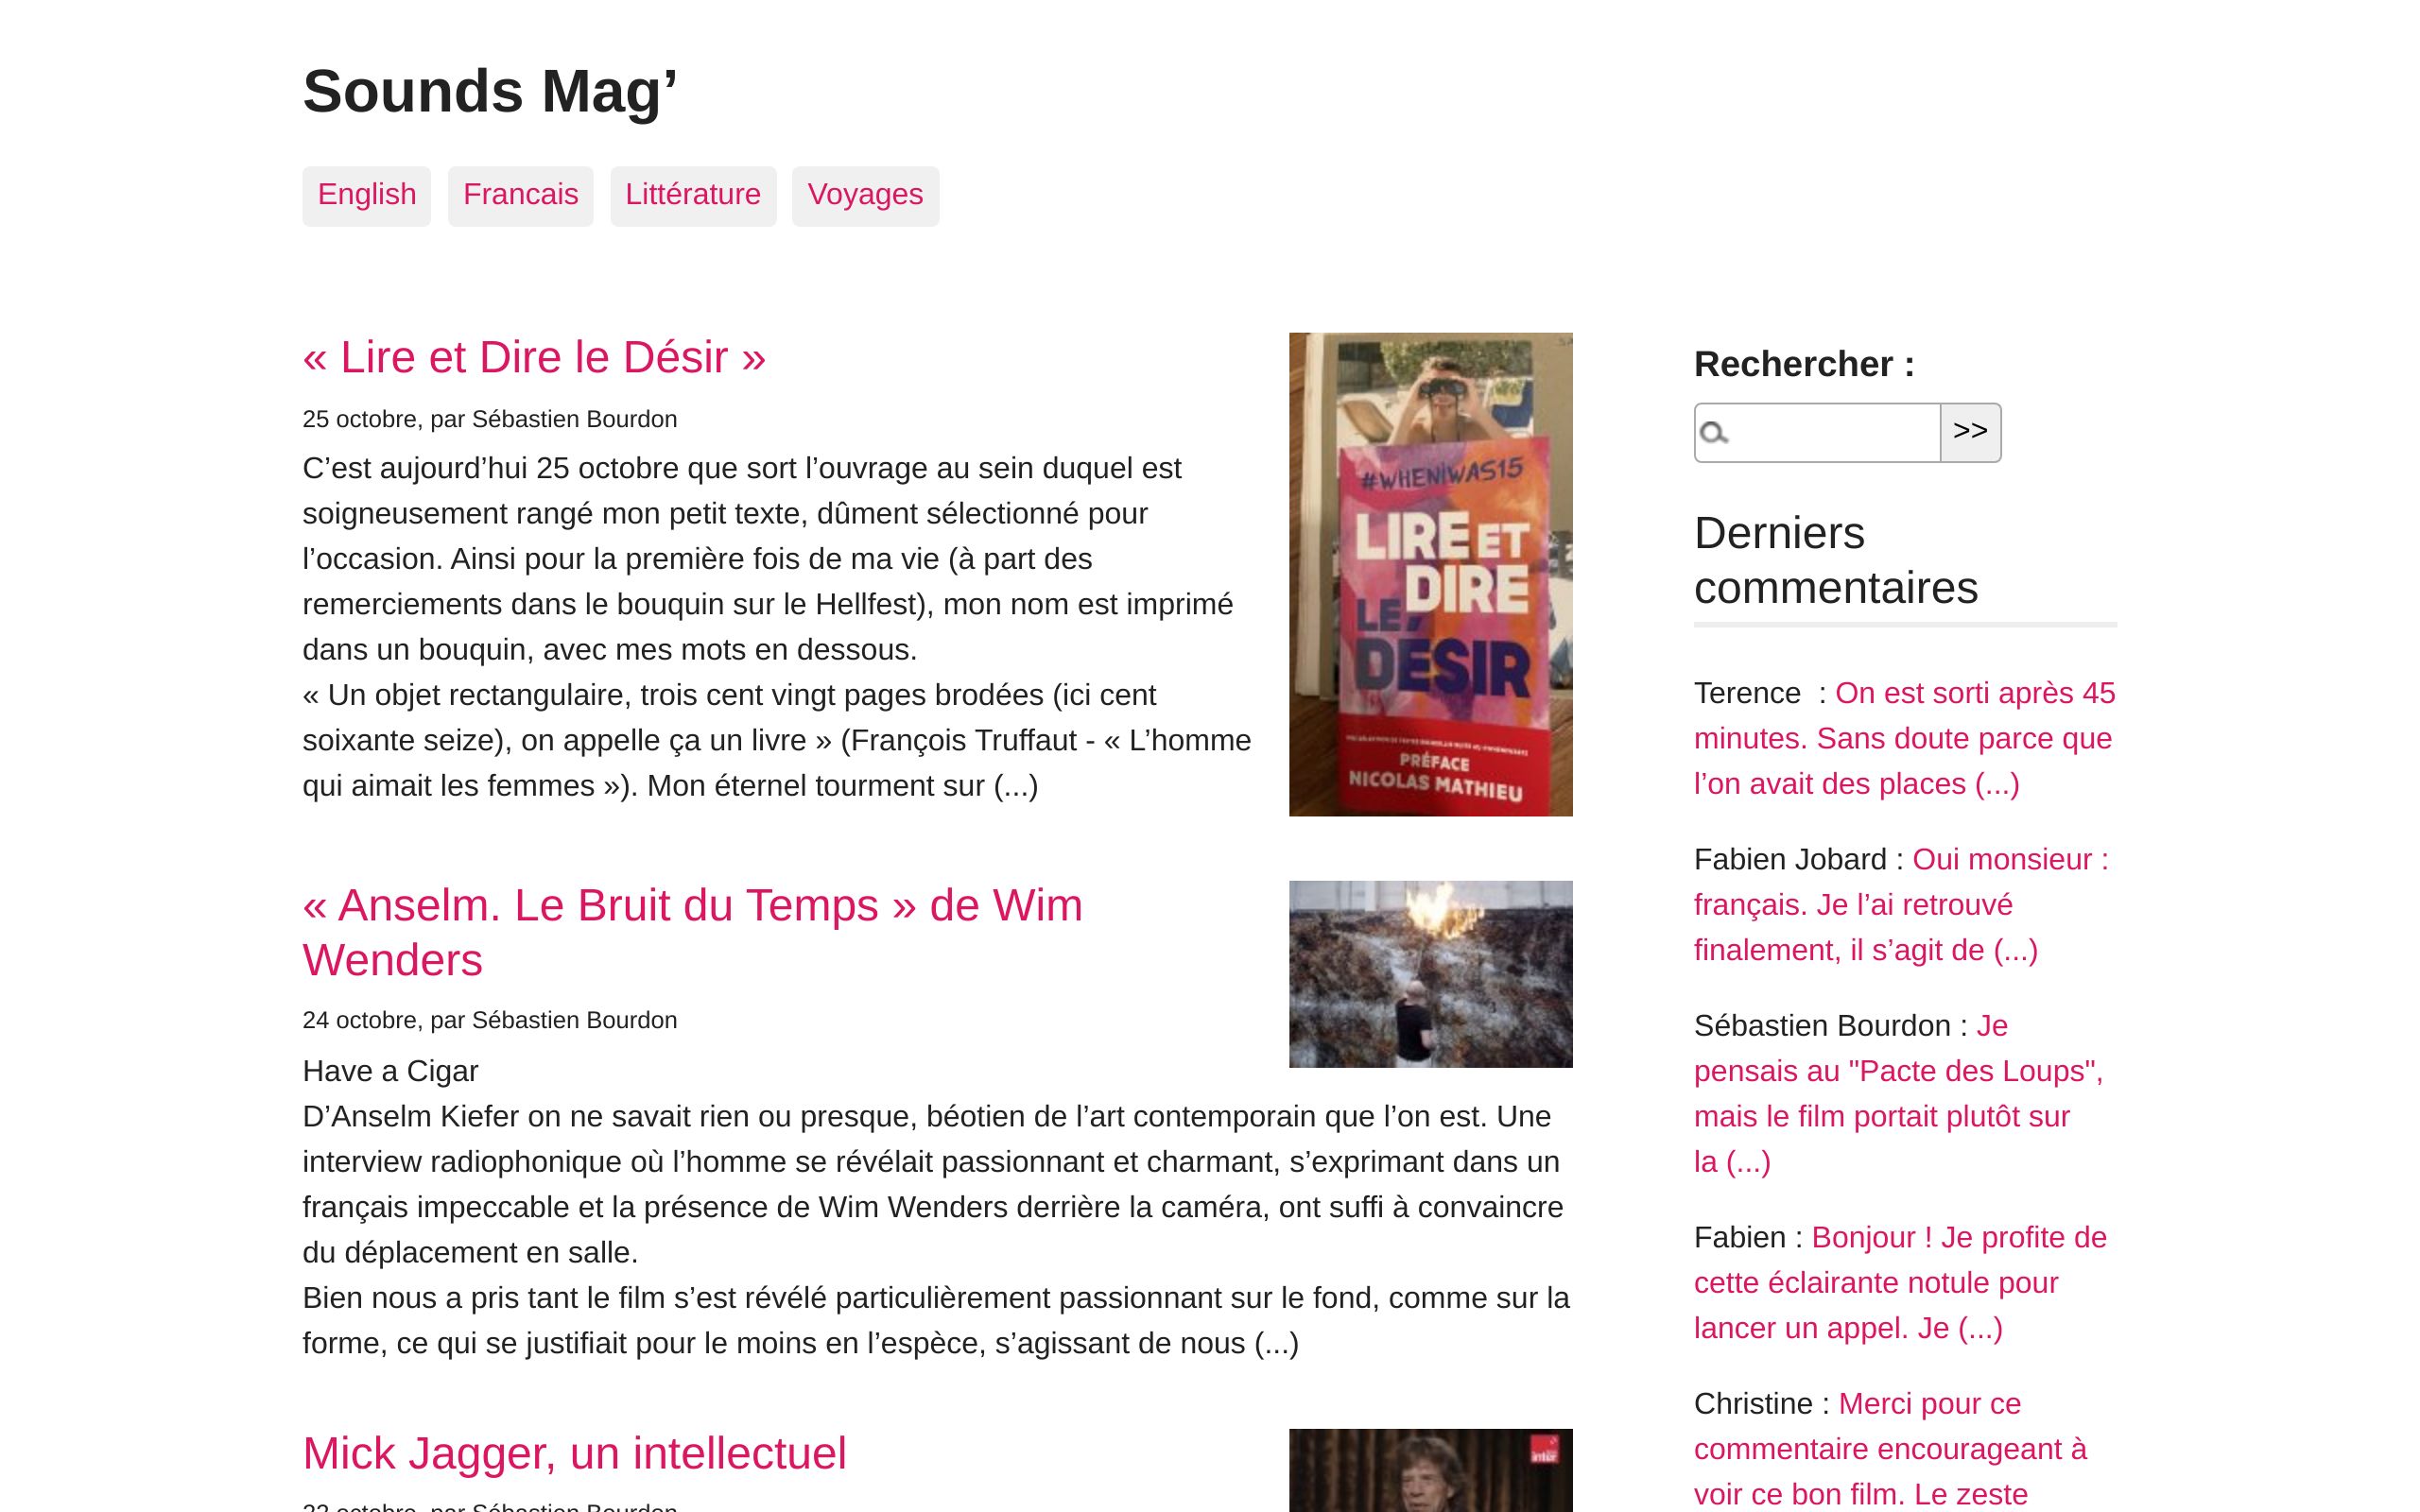 Sounds Mag’
English
Francais
Littérature
Voyages
« Lire et Dire le Désir »
25 octobre, par Sébastien Bourdon
C’est aujourd’hui 25 octobre que sort l’ouvrage au sein duquel est
soigneusement rangé mon petit texte, dûment sélectionné pour
l’occasion. Ainsi pour la première fois de ma vie (à part des
remerciements dans le bouquin sur le Hellfest), mon nom est imprimé
dans un bouquin, avec mes mots en dessous.
« Un objet rectangulaire, trois cent vingt pages brodées (ici cent
soixante seize), on appelle ça un livre » (François Truffaut - « L’homme
qui aimait les femmes »). Mon éternel tourment sur (...)
#WHENIWAS15
LIRE ET
DIRE
LE
DÉSIR
PRÉFACE
NICOLAS MATHIEU
« Anselm. Le Bruit du Temps » de Wim
Wenders
24 octobre, par Sébastien Bourdon
Have a Cigar
D’Anselm Kiefer on ne savait rien ou presque, béotien de l’art contemporain que l’on est. Une
interview radiophonique où l’homme se révélait passionnant et charmant, s’exprimant dans un
français impeccable et la présence de Wim Wenders derrière la caméra, ont suffi à convaincre
du déplacement en salle.
Bien nous a pris tant le film s’est révélé particulièrement passionnant sur le fond, comme sur la
forme, ce qui se justifiait pour le moins en l’espèce, s’agissant de nous (...)
Mick Jagger, un intellectuel
22 octobre, par Sébastien Bourdon
inter
Rechercher :
>>
Derniers
commentaires
Terence : On est sorti après 45
minutes. Sans doute parce que
l’on avait des places (...)
Fabien Jobard : Oui monsieur :
français. Je l’ai retrouvé
finalement, il s’agit de (...)
Sébastien Bourdon : Je
pensais au "Pacte des Loups",
mais le film portait plutôt sur
la (...)
Fabien : Bonjour ! Je profite de
cette éclairante notule pour
lancer un appel. Je (...)
Christine : Merci pour ce
commentaire encourageant à
voir ce bon film. Le zeste